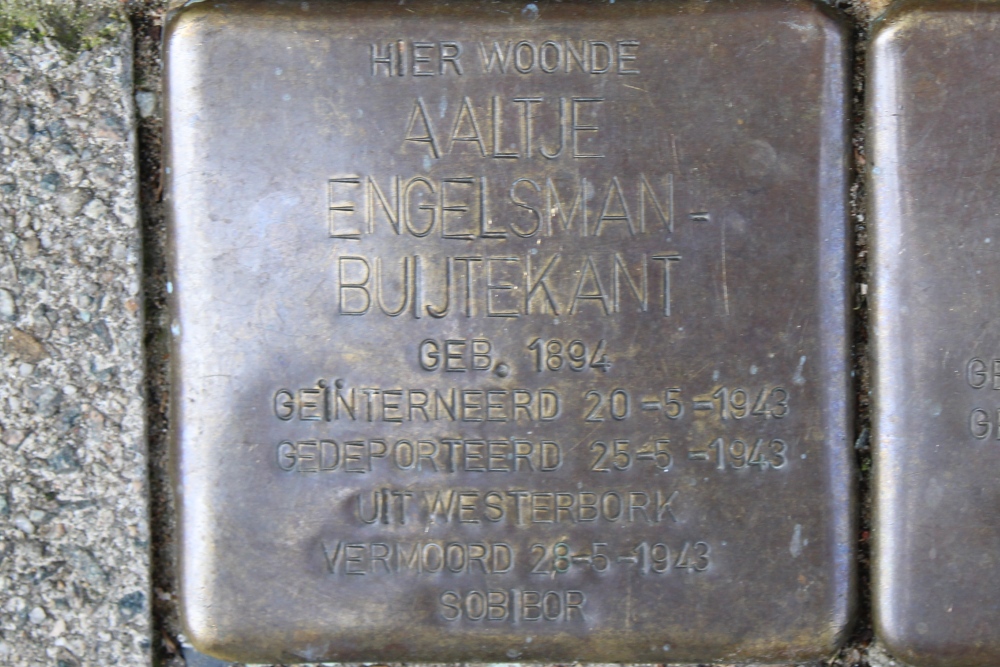 HIER WOONDE
AALTJE
ENGELSMAN-
BUIJTEKANT
GEB. 1894
GEÏNTERNEERD 20-5-1943
GEDEPORTEERD 25-5-1943
UIT WESTERBORK
VERMOORD 28-5-1943
SOBIBOR